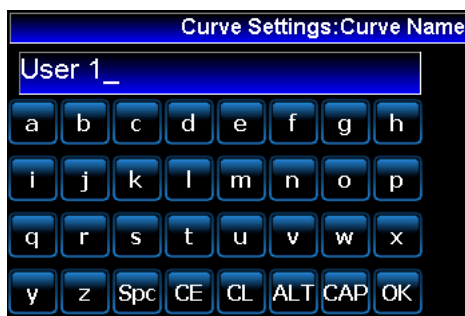 Curve Settings:Curve Name
User 1_
a b c d e f g h
i j k l m n o p
q r s t u v w x
y z Spc CE CL ALT CAP OK